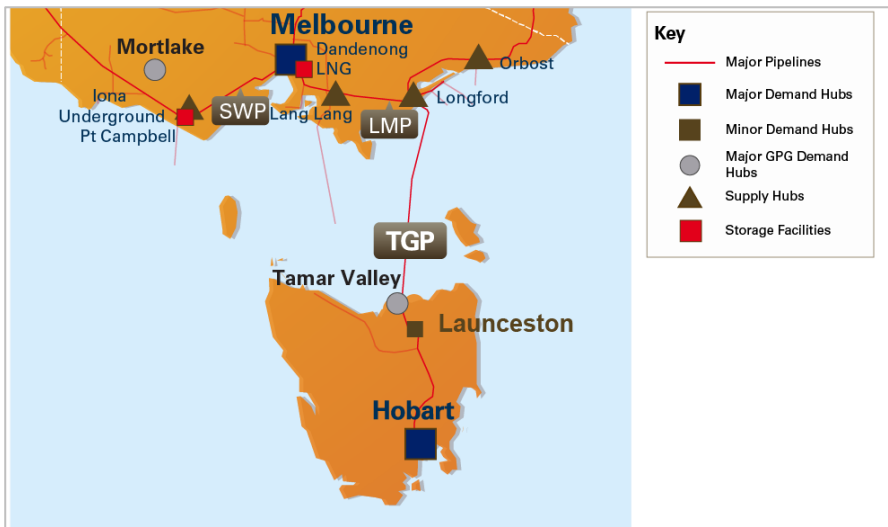 Melbourne
Mortlake
Dandenong
LNG
Orbost
Iona
Underground
Pt Campbell
SWP
Lang Lang
LMP
Longford
TGP
Tamar Valley
Launceston
Hobart
Key
Major Pipelines
Major Demand Hubs
Minor Demand Hubs
Major GPG Demand
Hubs
Supply Hubs
Storage Facilities